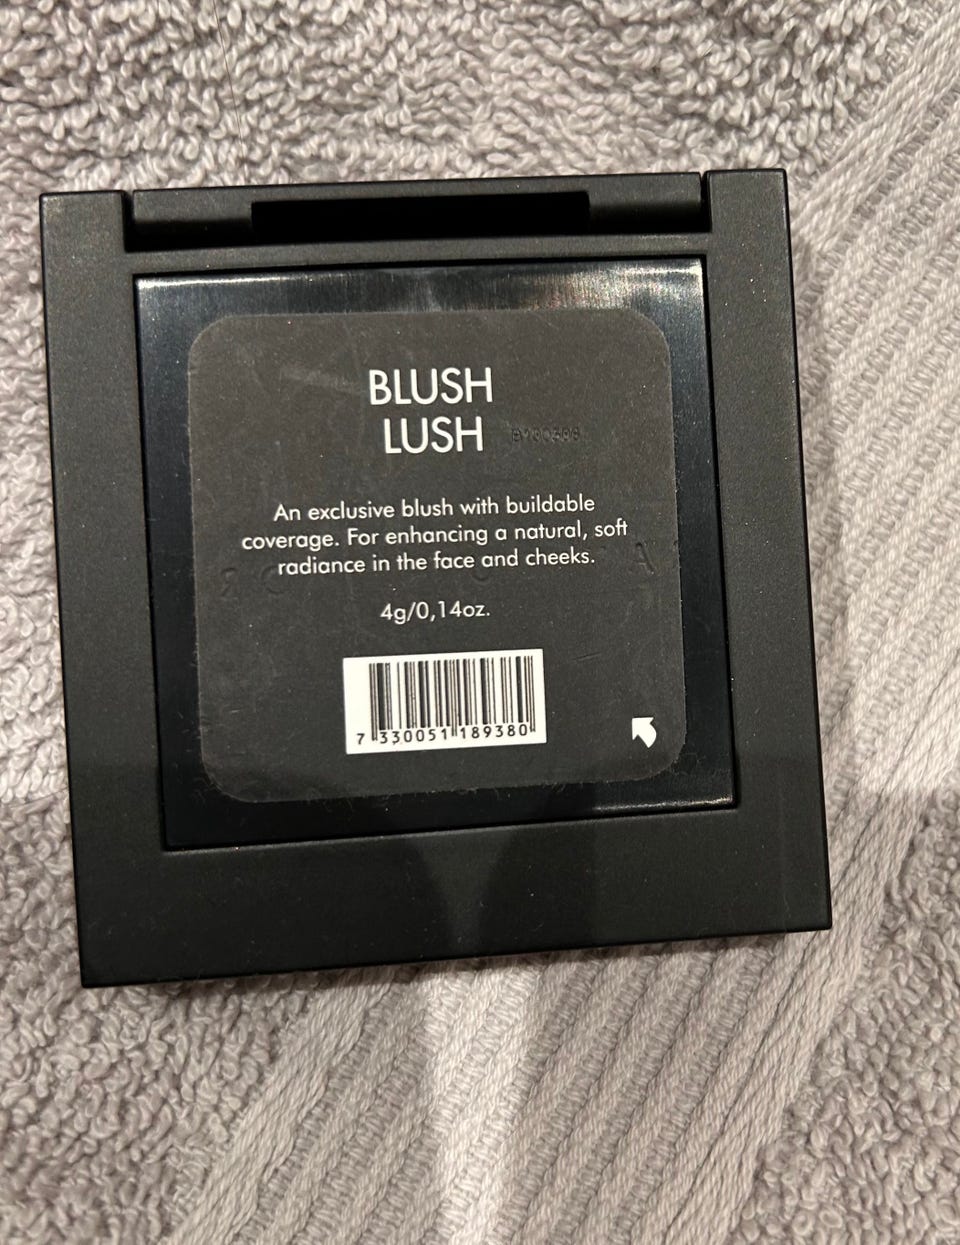 BLUSH
LUSH
An exclusive blush with buildable
coverage. For enhancing a natural, soft
radiance in the face and cheeks.
4g/0,14oz.
7 330051 189380